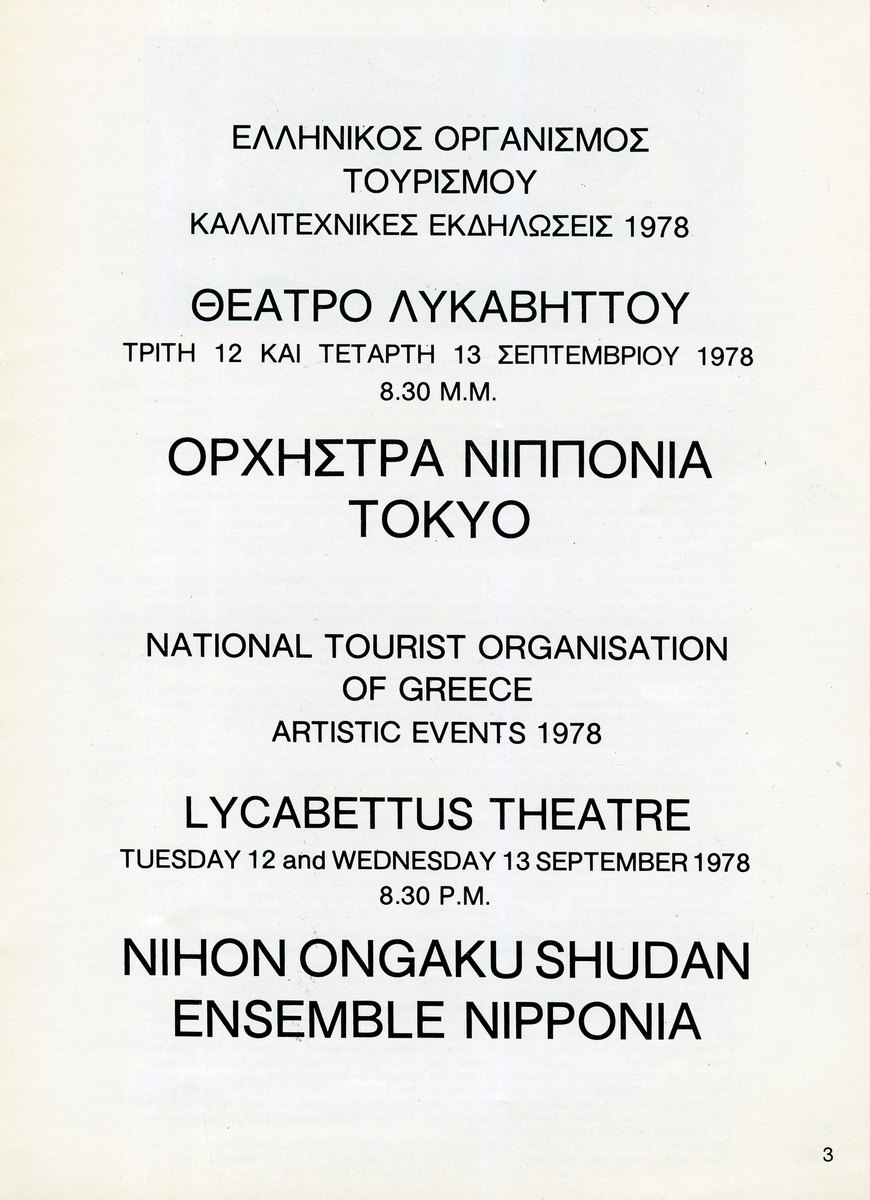 ΕΛΛΗΝΙΚΟΣ ΟΡΓΑΝΙΣΜΟΣ
ΤΟΥΡΙΣΜΟΥ
ΚΑΛΛΙΤΕΧΝΙΚΕΣ ΕΚΔΗΛΩΣΕΙΣ 1978
ΘΕΑΤΡΟ ΛΥΚΑΒΗΤΤΟΥ
ΤΡΙΤΗ 12 ΚΑΙ ΤΕΤΑΡΤΗ 13 ΣΕΠΤΕΜΒΡΙΟΥ 1978
8.30 Μ.Μ.
ΟΡΧΗΣΤΡΑ ΝΙΠΠΟΝΙΑ
ΤΟΚΥΟ
NATIONAL TOURIST ORGANISATION
OF GREECE
ARTISTIC EVENTS 1978
LYCABETTUS THEATRE
TUESDAY 12 and WEDNESDAY 13 SEPTEMBER 1978
8.30 P.M.
NIHON ONGAKU SHUDAN
ENSEMBLE NIPPONIA
3